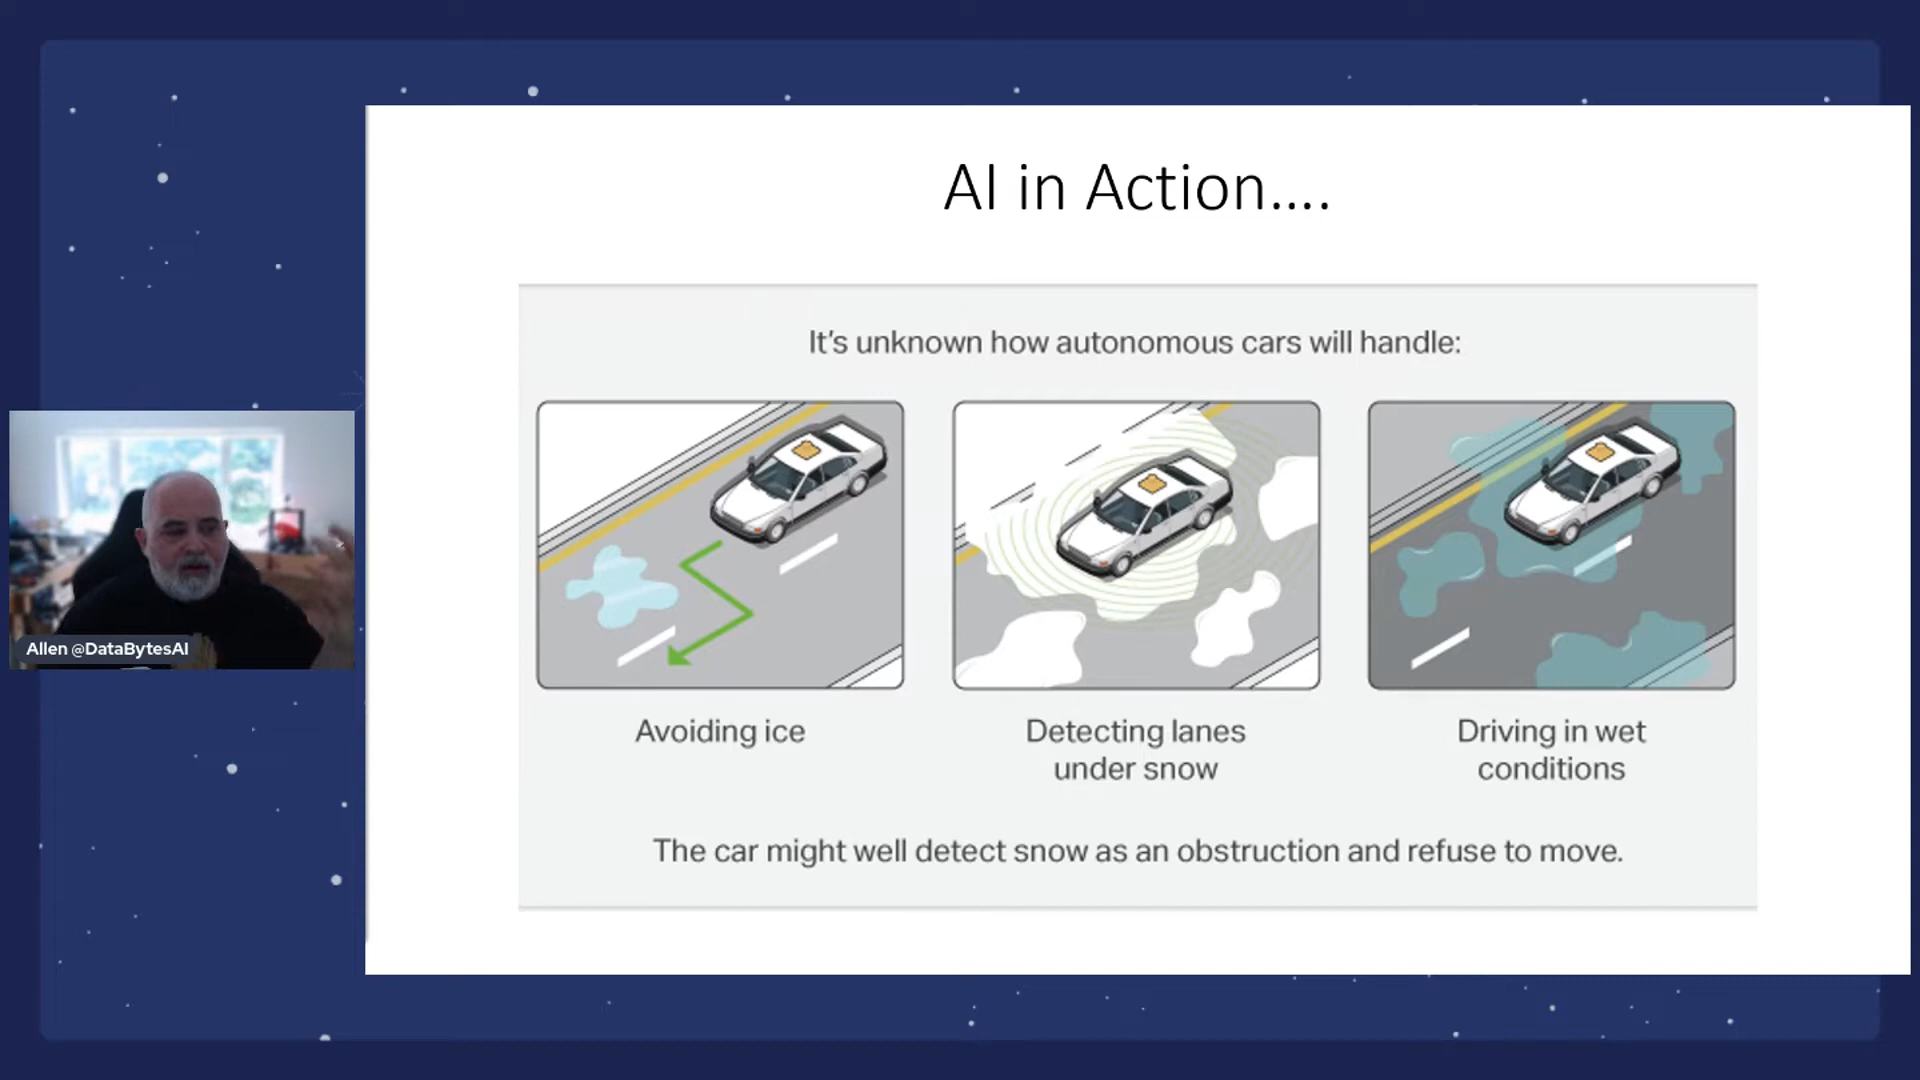 AI in Action....
It's unknown how autonomous cars will handle:
Avoiding ice
Detecting lanes
under snow
Driving in wet
conditions
The car might well detect snow as an obstruction and refuse to move.
Allen @DataBytesAI